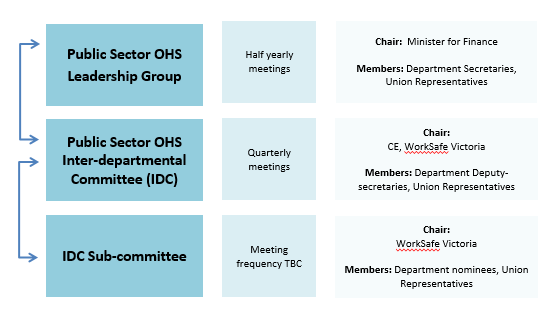 Public Sector OHS
Leadership Group
Half yearly
meetings
Chair: Minister for Finance
Members: Department Secretaries,
Union Representatives
Public Sector OHS
Inter-departmental
Committee (IDC)
Quarterly
meetings
Chair:
CE, WorkSafe Victoria
Members: Department Deputy-
secretaries, Union Representatives
IDC Sub-committee
Meeting
frequency TBC
Chair:
WorkSafe Victoria
Members: Department nominees, Union
Representatives